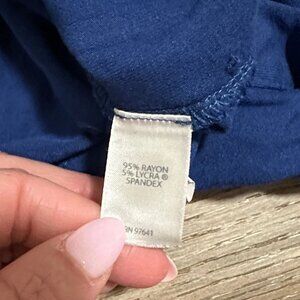 95% RAYON
5% LYCRA ®
SPANDEX
RN 97641